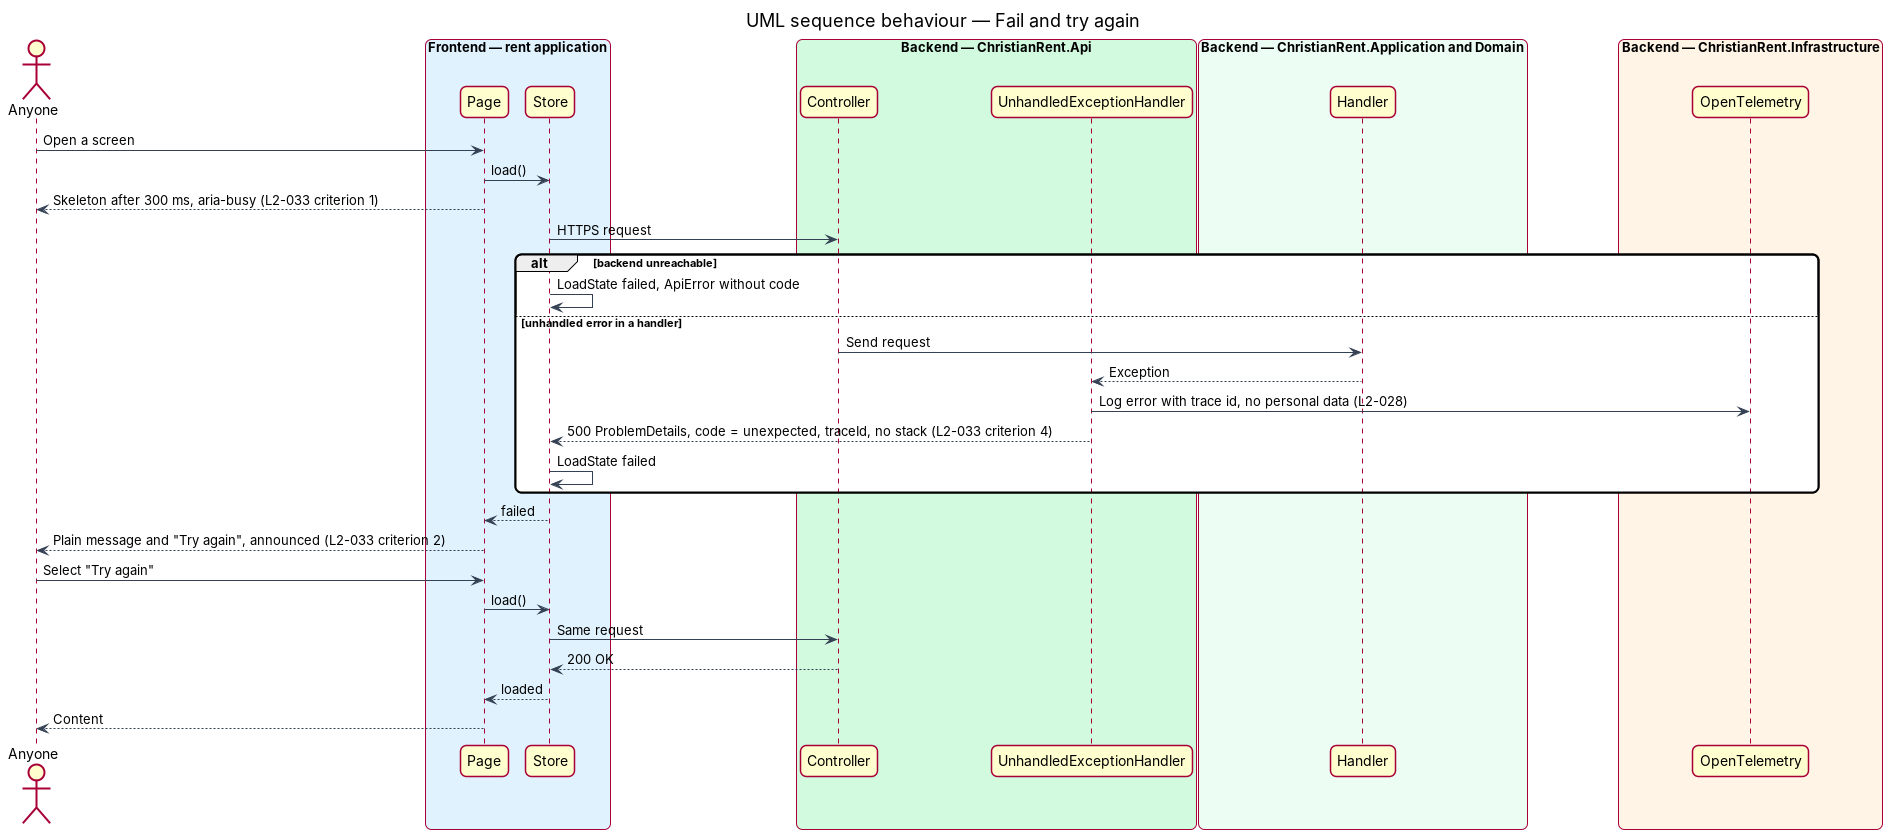 UML sequence behaviour — Fail and try again
Frontend — rent application
Backend — ChristianRent.Api
Backend — ChristianRent.Application and Domain
Backend — ChristianRent.Infrastructure
Anyone
Page
Store
Controller
UnhandledExceptionHandler
Handler
OpenTelemetry
Open a screen
load()
Skeleton after 300 ms, aria-busy (L2-033 criterion 1)
HTTPS request
alt
[backend unreachable]
LoadState failed, ApiError without code
[unhandled error in a handler]
Send request
Exception
Log error with trace id, no personal data (L2-028)
500 ProblemDetails, code = unexpected, traceId, no stack (L2-033 criterion 4)
LoadState failed
failed
Plain message and "Try again", announced (L2-033 criterion 2)
Select "Try again"
load()
Same request
200 OK
loaded
Content
Anyone
Page
Store
Controller
UnhandledExceptionHandler
Handler
OpenTelemetry